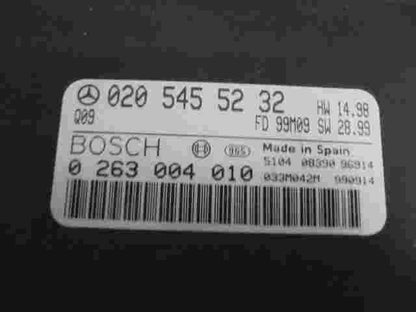 020 545 52 32 HW 14.98
Q09 FD 99M09 SW 28.99
BOSCH Made in Spain
0 263 004 010 5104 08390 96914
033M042M 990914